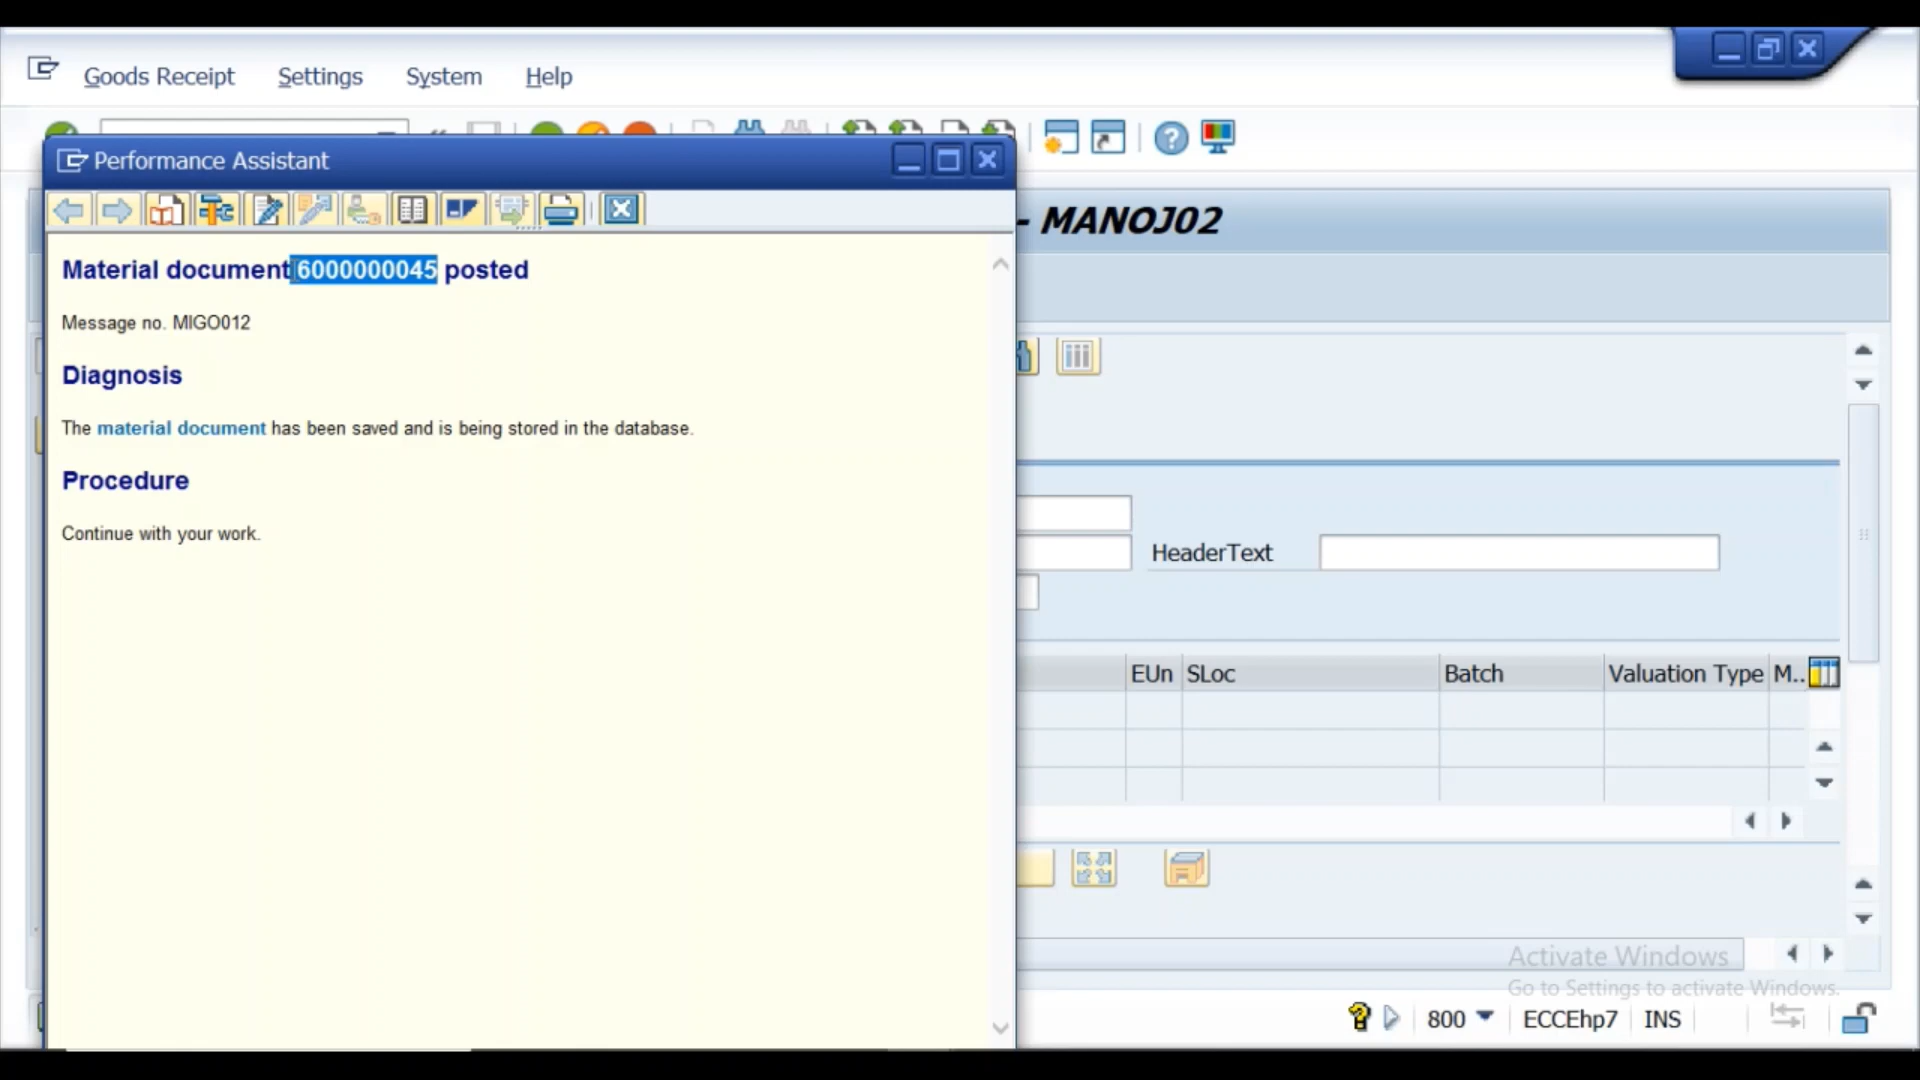 Goods Receipt Settings System Help
Performance Assistant
- MANOJ02
Material document 6000000045 posted
Message no. MIGO012
Diagnosis
The material document has been saved and is being stored in the database.
Procedure
Continue with your work.
HeaderText
EUn SLoc Batch Valuation Type M..
Activate Windows
Go to Settings to activate Windows.
800 ECCEhp7 INS